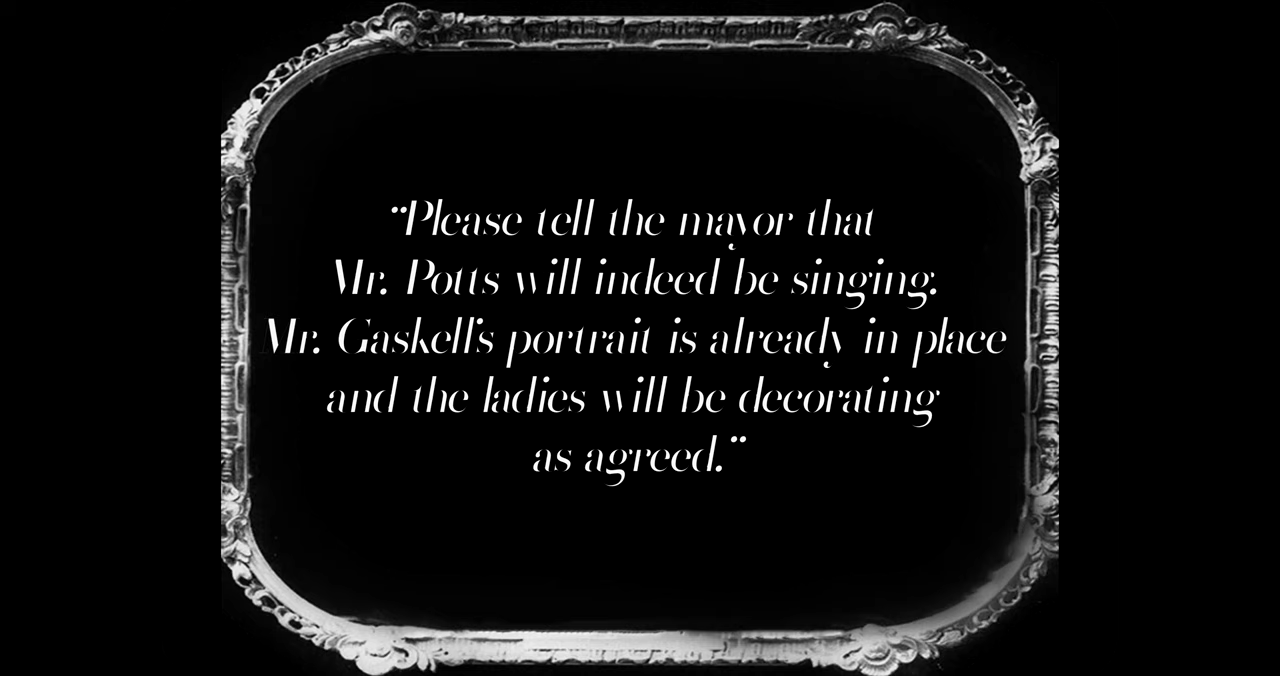 “Please tell the mayor that
Mr. Potts will indeed be singing.
Mr. Gaskell's portrait is already in place
and the ladies will be decorating
as agreed.”